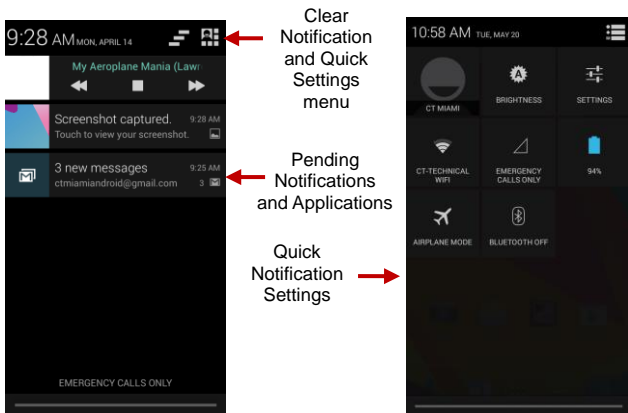 9:28 AM MON, APRIL 14
My Aeroplane Mania (Lawr
Screenshot captured. 9:28 AM
Touch to view your screenshot.
3 new messages 9:25 AM
ctmiamiandroid@gmail.com 3
EMERGENCY CALLS ONLY
Clear
Notification
and Quick
Settings
menu
Pending
Notifications
and Applications
Quick
Notification
Settings
10:58 AM TUE, MAY 20
CT MIAMI
A
BRIGHTNESS
SETTINGS
CT-TECHNICAL
WIFI
EMERGENCY
CALLS ONLY
94%
AIRPLANE MODE
BLUETOOTH OFF